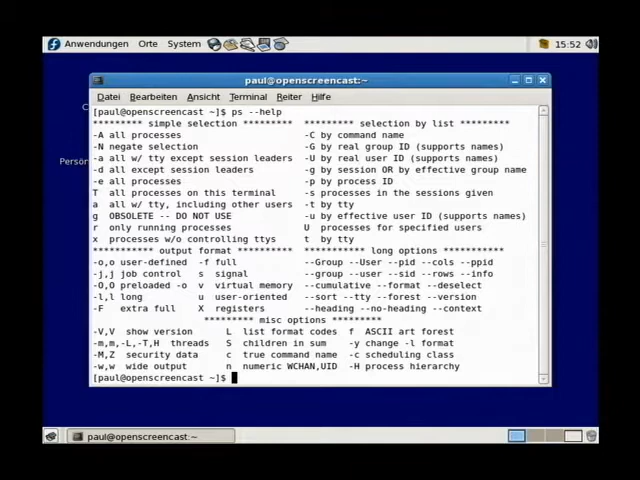 Anwendungen Orte System 15:52
paul@openscreencast:~
Datei Bearbeiten Ansicht Terminal Reiter Hilfe
[paul@openscreencast ~]$ ps --help
********* simple selection ********* ********* selection by list *********
-A all processes -C by command name
-N negate selection -G by real group ID (supports names)
-a all w/ tty except session leaders -U by real user ID (supports names)
-d all except session leaders -g by session OR by effective group name
-e all processes -p by process ID
T all processes on this terminal -s processes in the sessions given
a all w/ tty, including other users -t by tty
g OBSOLETE -- DO NOT USE -u by effective user ID (supports names)
r only running processes U processes for specified users
x processes w/o controlling ttys t by tty
*********** output format ********** *********** long options ***********
-o,o user-defined -f full --Group --User --pid --cols --ppid
-j,j job control s signal --group --user --sid --rows --info
-O,O preloaded -o v virtual memory --cumulative --format --deselect
-l,l long u user-oriented --sort --tty --forest --version
-F extra full X registers --heading --no-heading --context
********* misc options *********
-V,V show version L list format codes f ASCII art forest
-m,m,-L,-T,H threads S children in sum -y change -l format
-M,Z security data c true command name -c scheduling class
-w,w wide output n numeric WCHAN,UID -H process hierarchy
[paul@openscreencast ~]$
Persön
paul@openscreencast:~